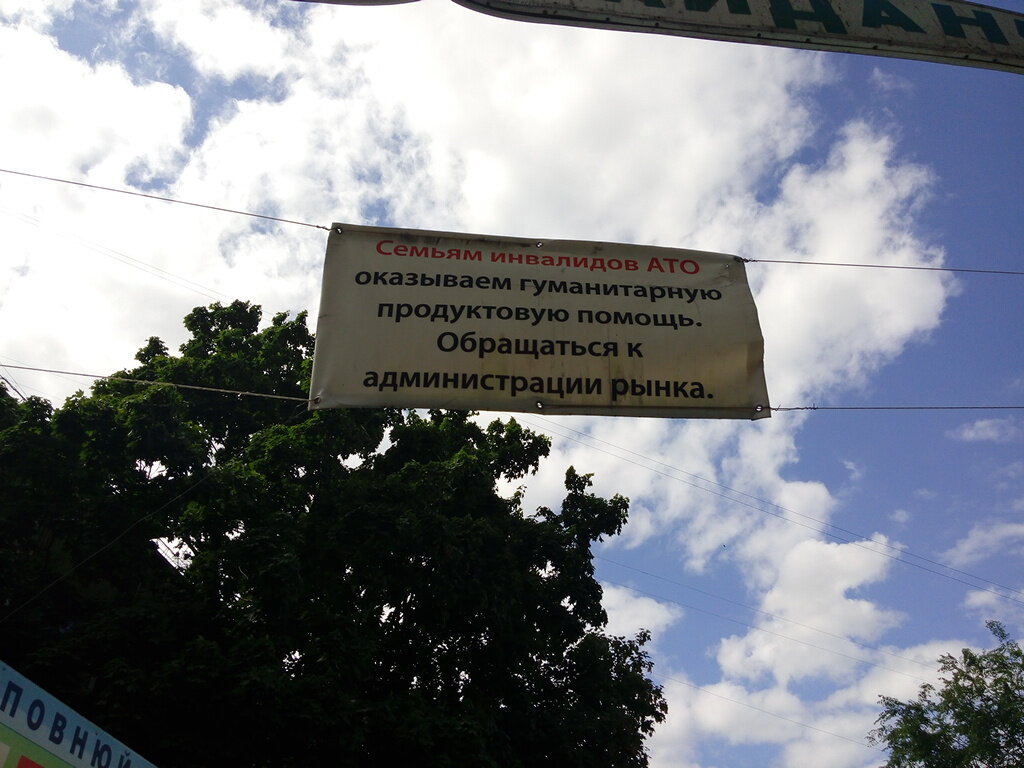 Семьям инвалидов АТО
оказываем гуманитарную
продуктовую помощь.
Обращаться к
администрации рынка.